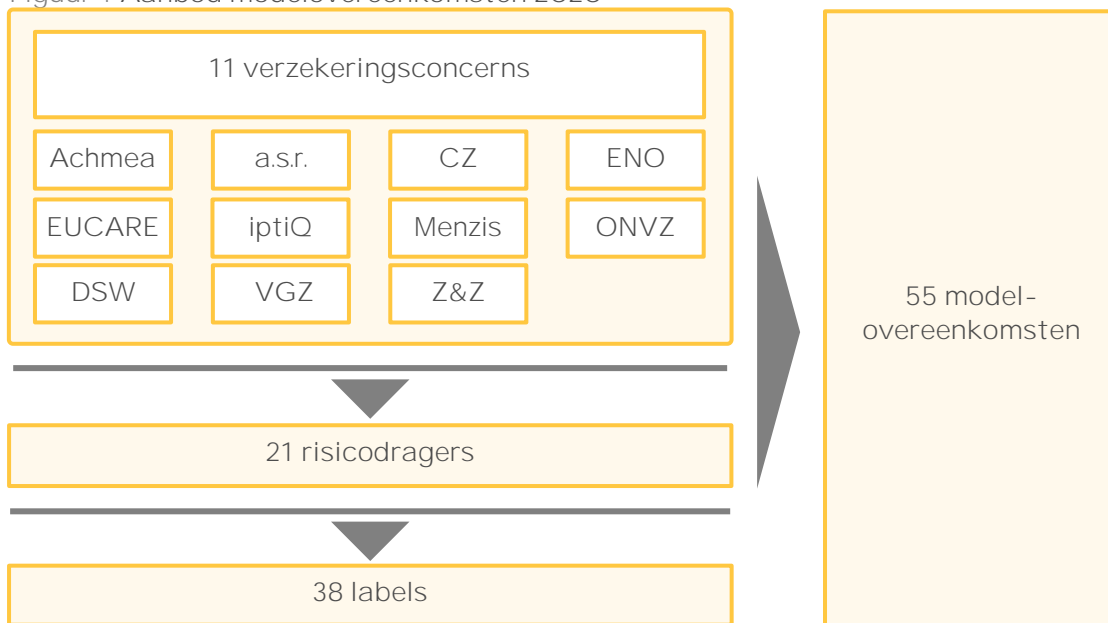 11 verzekeringsconcerns
Achmea
a.s.r.
CZ
ENO
EUCARE
iptiQ
Menzis
ONVZ
DSW
VGZ
Z&Z
55 model-
overeenkomsten
21 risicodragers
38 labels